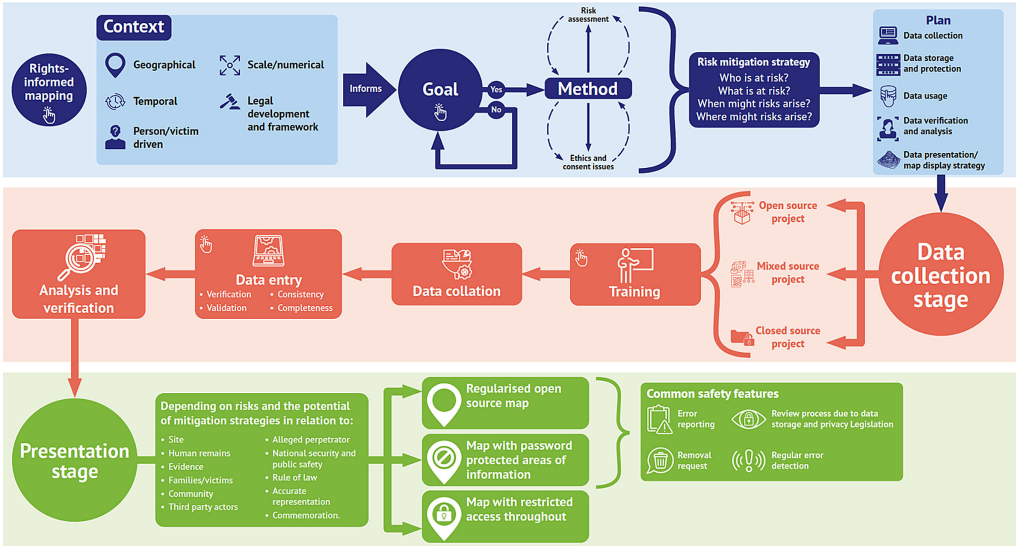 Rights-
informed
mapping
Context
Geographical
Temporal
Person/victim
driven
Scale/numerical
Legal
development
and framework
Informs
Goal
Yes
No
Risk
assessment
Method
Ethics and
consent issues
Risk mitigation strategy
Who is at risk?
What is at risk?
When might risks arise?
Where might risks arise?
Plan
Data collection
Data storage
and protection
Data usage
Data verification
and analysis
Data presentation/
map display strategy
Data
collection
stage
Open source
project
Mixed source
project
Closed source
project
Training
Data collation
Data entry
• Verification
• Validation
• Consistency
• Completeness
Analysis and
verification
Presentation
stage
Depending on risks and the potential
of mitigation strategies in relation to:
• Site
• Human remains
• Evidence
• Families/victims
• Community
• Third party actors
• Alleged perpetrator
• National security and
public safety
• Rule of law
• Accurate
representation
• Commemoration.
Regularised open
source map
Map with password
protected areas of
information
Map with restricted
access throughout
Common safety features
Error
reporting
Review process due to data
storage and privacy Legislation
Removal
request
Regular error
detection